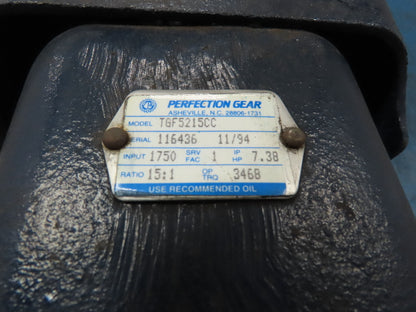 PERFECTION GEAR
ASHEVILLE, N.C. 28806-1731
MODEL TGF5215CC
SERIAL 116436 11/94
INPUT 1750 SRV FAC 1 IP HP 7.38
RATIO 15:1 OP TRQ 3468
USE RECOMMENDED OIL